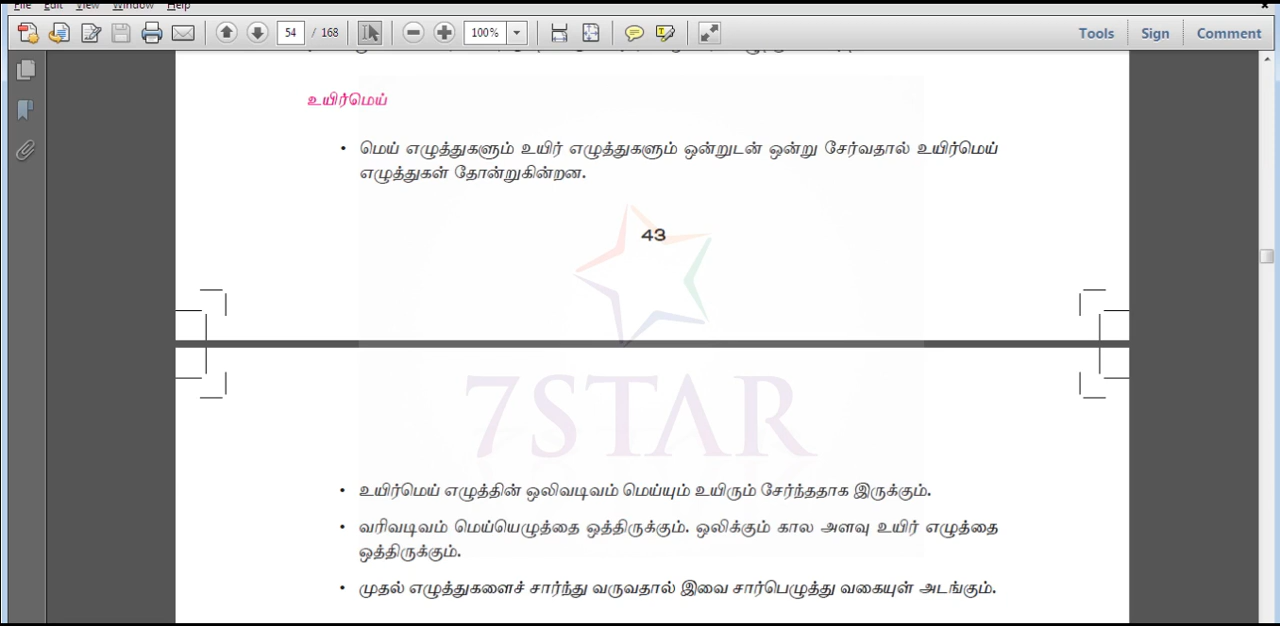 File Edit View Window Help
54 / 168 100% Tools Sign Comment
உயிர்மெய்
• மெய் எழுத்துகளும் உயிர் எழுத்துகளும் ஒன்றுடன் ஒன்று சேர்வதால் உயிர்மெய்
எழுத்துகள் தோன்றுகின்றன.
43
7STAR
• உயிர்மெய் எழுத்தின் ஒலிவடிவம் மெய்யும் உயிரும் சேர்ந்ததாக இருக்கும்.
• வரிவடிவம் மெய்யெழுத்தை ஒத்திருக்கும். ஒலிக்கும் கால அளவு உயிர் எழுத்தை
ஒத்திருக்கும்.
• முதல் எழுத்துகளைச் சார்ந்து வருவதால் இவை சார்பெழுத்து வகையுள் அடங்கும்.